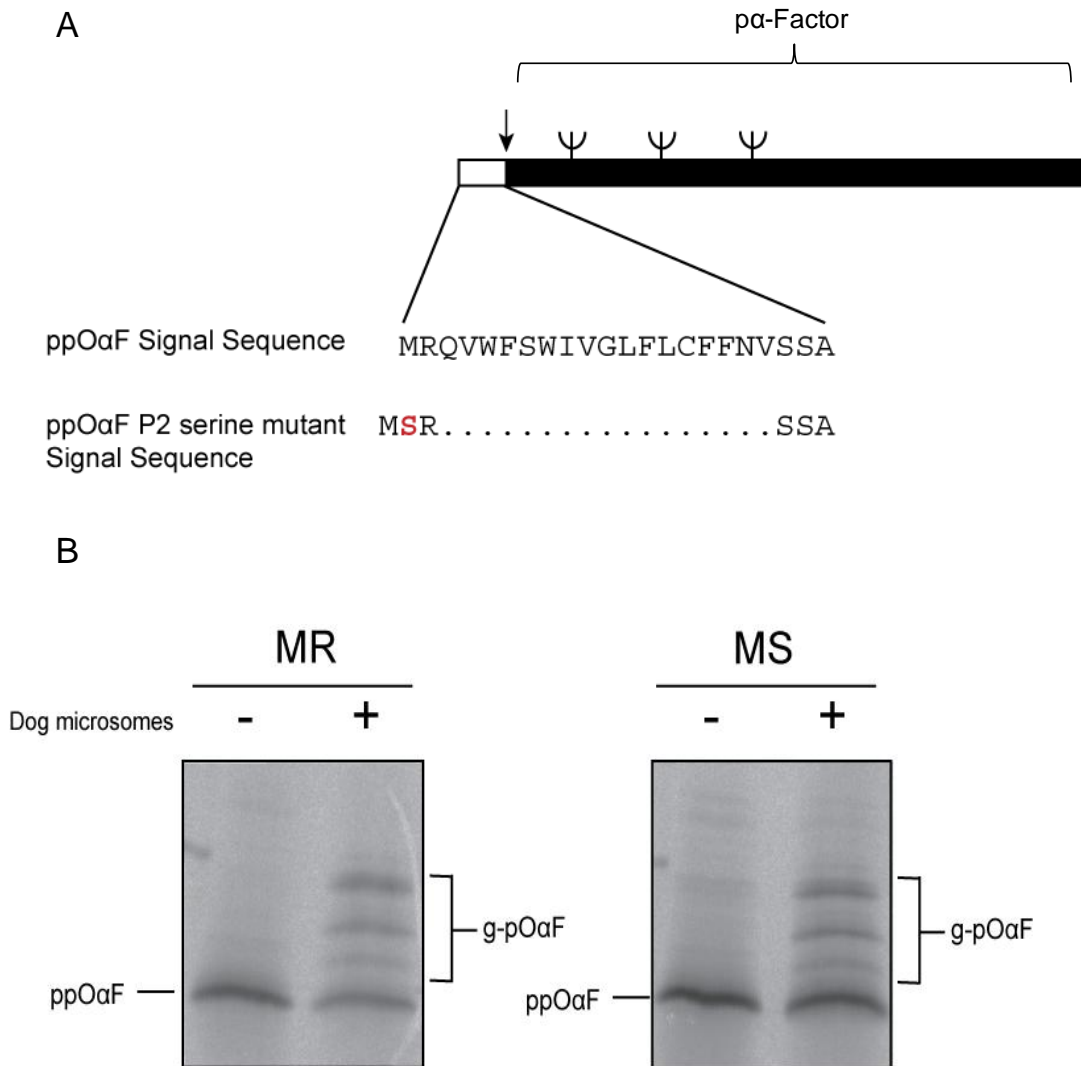 A
pα-Factor
ppOαF Signal Sequence
MRQVWFSWIVGLFLCFFNVSSA
ppOαF P2 serine mutant
Signal Sequence
MSR.................SSA
B
MR
MS
Dog microsomes
- +
- +
g-pOαF
g-pOαF
ppOαF
ppOαF